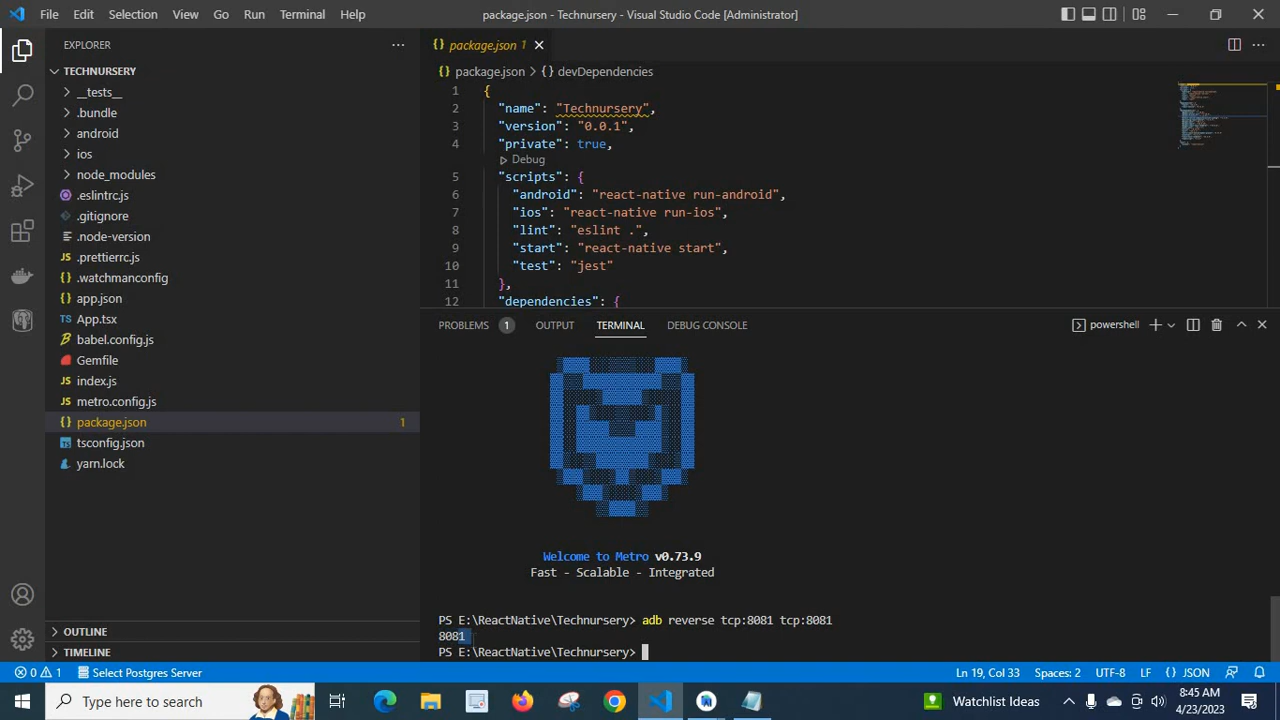 File Edit Selection View Go Run Terminal Help
package.json - Technursery - Visual Studio Code [Administrator]
EXPLORER
TECHNURSERY
__tests__
.bundle
android
ios
node_modules
.eslintrc.js
.gitignore
.node-version
.prettierrc.js
.watchmanconfig
app.json
App.tsx
babel.config.js
Gemfile
index.js
metro.config.js
package.json 1
tsconfig.json
yarn.lock
OUTLINE
TIMELINE
package.json 1
package.json > {} devDependencies
1 {
2 "name": "Technursery",
3 "version": "0.0.1",
4 "private": true,
Debug
5 "scripts": {
6 "android": "react-native run-android",
7 "ios": "react-native run-ios",
8 "lint": "eslint .",
9 "start": "react-native start",
10 "test": "jest"
11 },
12 "dependencies": {
PROBLEMS 1 OUTPUT TERMINAL DEBUG CONSOLE
powershell
Welcome to Metro v0.73.9
Fast - Scalable - Integrated
PS E:\ReactNative\Technursery> adb reverse tcp:8081 tcp:8081
8081
PS E:\ReactNative\Technursery>
0 1 Select Postgres Server
Ln 19, Col 33 Spaces: 2 UTF-8 LF {} JSON
Type here to search
Watchlist Ideas
8:45 AM
4/23/2023